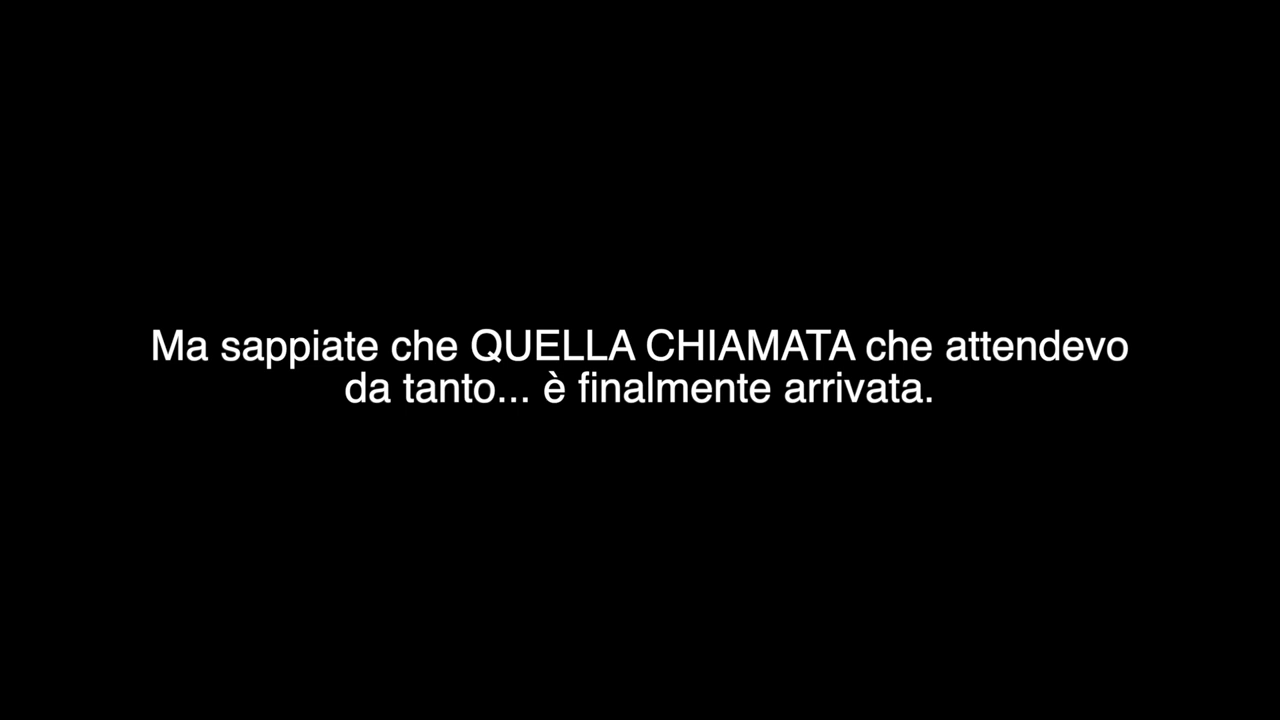 Ma sappiate che QUELLA CHIAMATA che attendevo
da tanto... è finalmente arrivata.